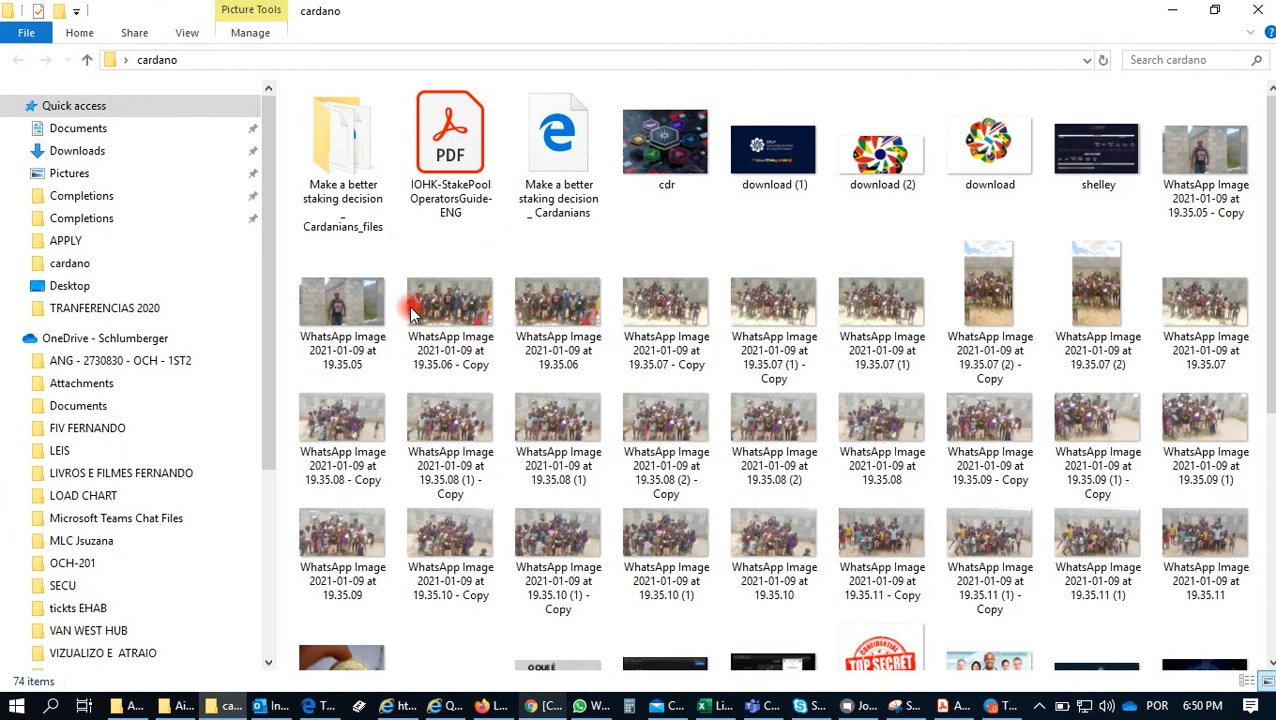 Picture Tools
cardano
File
Home
Share
View
Manage
cardano
Search cardano
Quick access
Documents
Downloads
Pictures
Completions
Completions
APPLY
cardano
Desktop
TRANFERENCIAS 2020
OneDrive - Schlumberger
ANG - 2730830 - OCH - 1ST2
Attachments
Documents
FIV FERNANDO
LEIS
LIVROS E FILMES FERNANDO
LOAD CHART
Microsoft Teams Chat Files
MLC Jsuzana
OCH-201
SECU
tickts EHAB
VAN WEST HUB
VIZUALIZO E ATRAIO
PDF
Make a better
staking decision
_
Cardanians_files
IOHK-StakePool
OperatorsGuide-
ENG
Make a better
staking decision
_ Cardanians
cdr
download (1)
download (2)
download
shelley
WhatsApp Image
2021-01-09 at
19.35.05 - Copy
WhatsApp Image
2021-01-09 at
19.35.05
WhatsApp Image
2021-01-09 at
19.35.06 - Copy
WhatsApp Image
2021-01-09 at
19.35.06
WhatsApp Image
2021-01-09 at
19.35.07 - Copy
WhatsApp Image
2021-01-09 at
19.35.07 (1) -
Copy
WhatsApp Image
2021-01-09 at
19.35.07 (1)
WhatsApp Image
2021-01-09 at
19.35.07 (2) -
Copy
WhatsApp Image
2021-01-09 at
19.35.07 (2)
WhatsApp Image
2021-01-09 at
19.35.07
WhatsApp Image
2021-01-09 at
19.35.08 - Copy
WhatsApp Image
2021-01-09 at
19.35.08 (1) -
Copy
WhatsApp Image
2021-01-09 at
19.35.08 (1)
WhatsApp Image
2021-01-09 at
19.35.08 (2) -
Copy
WhatsApp Image
2021-01-09 at
19.35.08 (2)
WhatsApp Image
2021-01-09 at
19.35.08
WhatsApp Image
2021-01-09 at
19.35.09 - Copy
WhatsApp Image
2021-01-09 at
19.35.09 (1) -
Copy
WhatsApp Image
2021-01-09 at
19.35.09 (1)
WhatsApp Image
2021-01-09 at
19.35.09
WhatsApp Image
2021-01-09 at
19.35.10 - Copy
WhatsApp Image
2021-01-09 at
19.35.10 (1) -
Copy
WhatsApp Image
2021-01-09 at
19.35.10 (1)
WhatsApp Image
2021-01-09 at
19.35.10
WhatsApp Image
2021-01-09 at
19.35.11 - Copy
WhatsApp Image
2021-01-09 at
19.35.11 (1) -
Copy
WhatsApp Image
2021-01-09 at
19.35.11 (1)
WhatsApp Image
2021-01-09 at
19.35.11
O QUE É
CONFIDENTIAL
TOP SECRET
74 items
A...
Ai...
ca...
In...
T...
ht...
Q...
L...
[C...
W...
C...
Li...
C...
S...
Jo...
S...
A...
T...
POR
6:50 PM